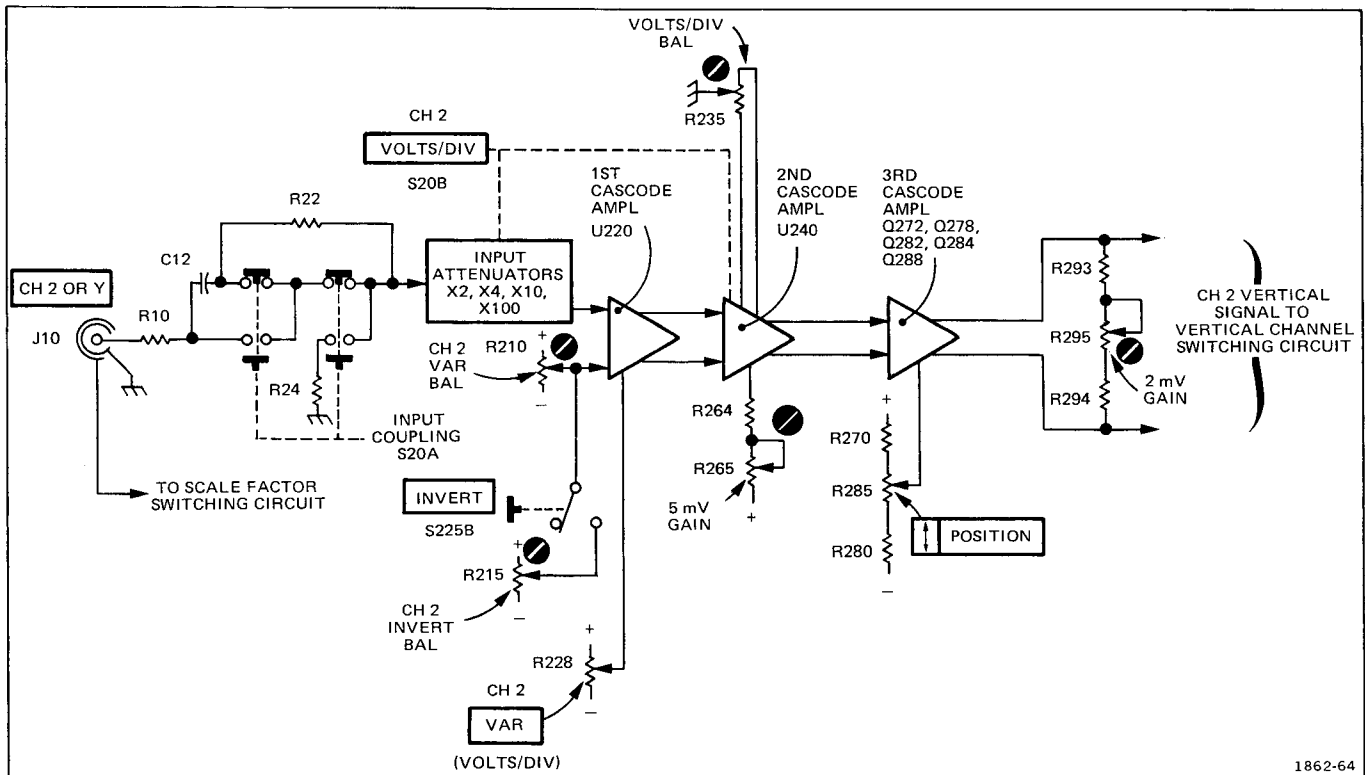 VOLTS/DIV
BAL
R235
CH 2
VOLTS/DIV
S20B
1ST
CASCODE
AMPL
U220
2ND
CASCODE
AMPL
U240
3RD
CASCODE
AMPL
Q272, Q278,
Q282, Q284
Q288
R22
C12
CH 2 OR Y
J10
R10
R24
INPUT
ATTENUATORS
X2, X4, X10,
X100
CH 2
VAR
BAL
R210
+
−
INPUT
COUPLING
S20A
TO SCALE FACTOR
SWITCHING CIRCUIT
INVERT
S225B
+
R215
−
CH 2
INVERT
BAL
+
R228
−
CH 2
VAR
(VOLTS/DIV)
R264
R265
+
5 mV
GAIN
+
R270
R285
R280
−
POSITION
R293
R295
R294
2 mV
GAIN
CH 2 VERTICAL
SIGNAL TO
VERTICAL CHANNEL
SWITCHING CIRCUIT
1862-64